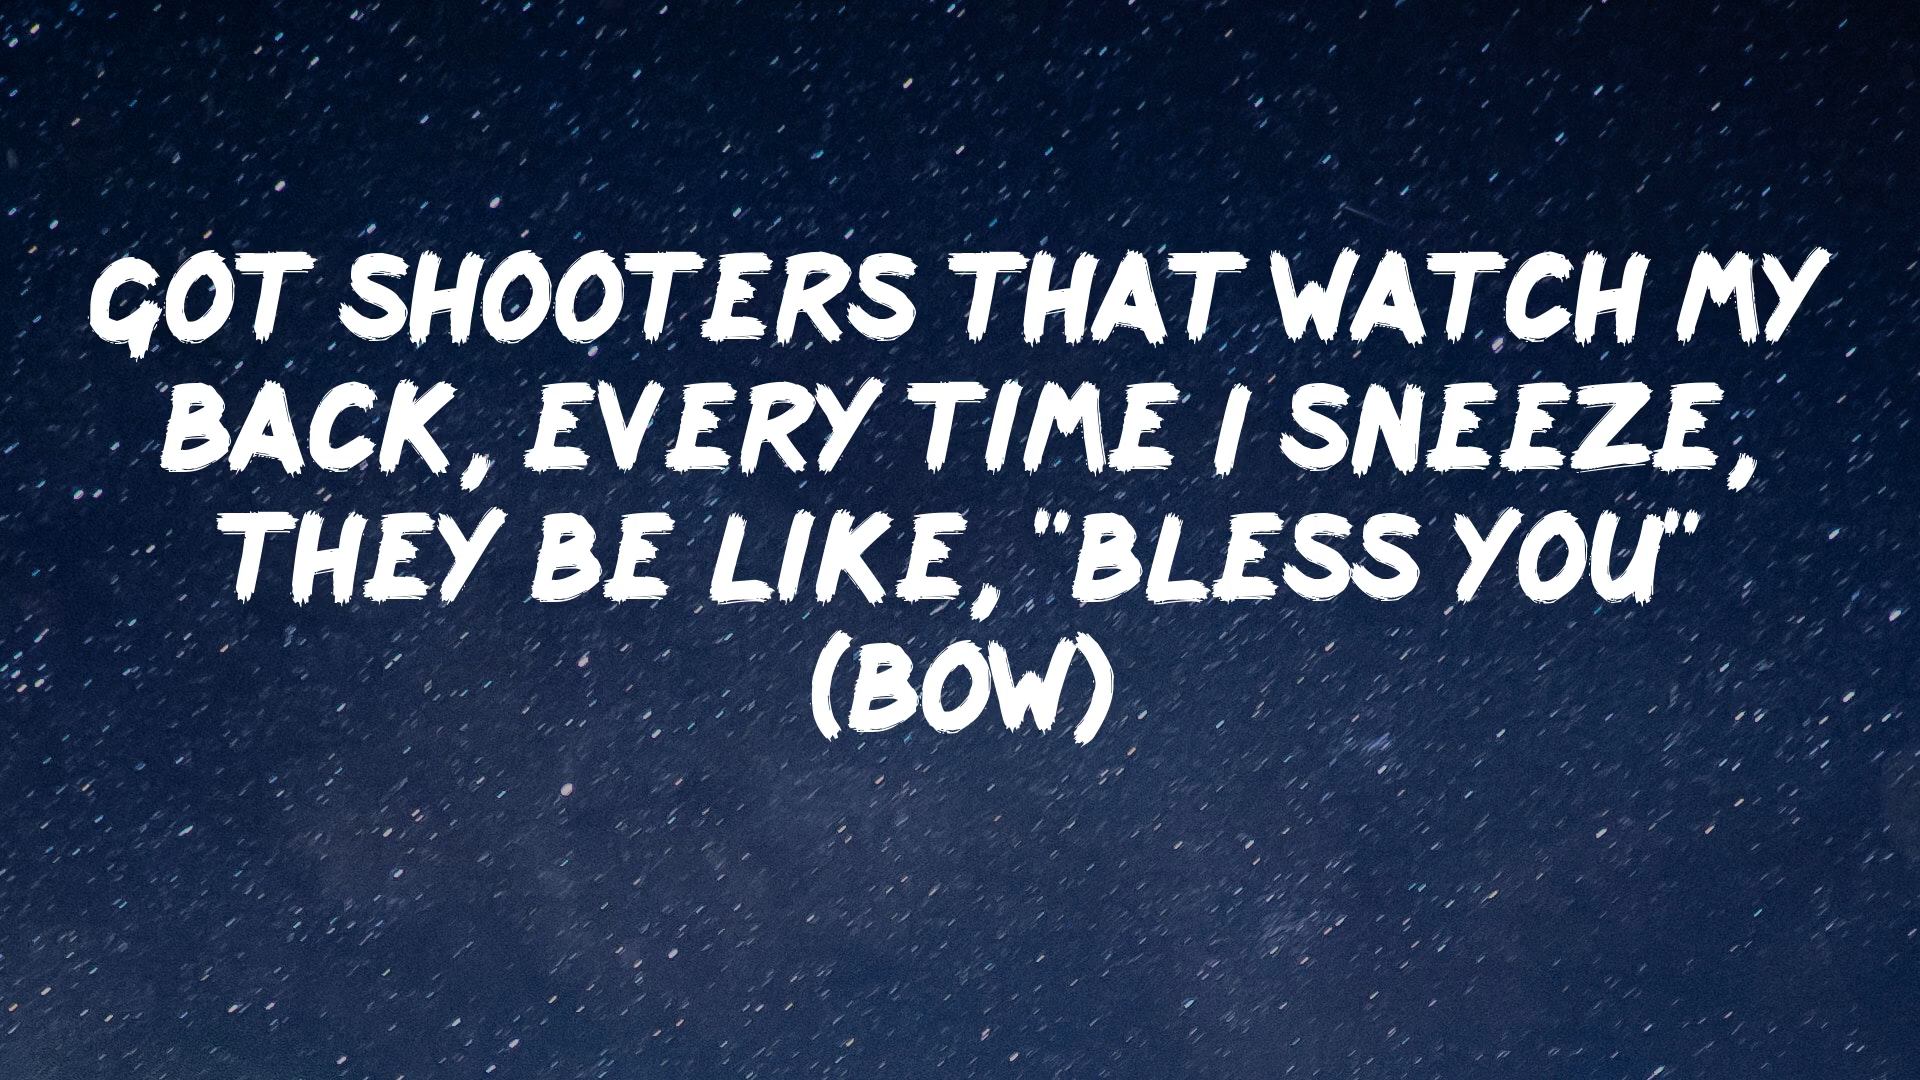 GOT SHOOTERS THAT WATCH MY
BACK, EVERY TIME I SNEEZE,
THEY BE LIKE, "BLESS YOU"
(BOW)